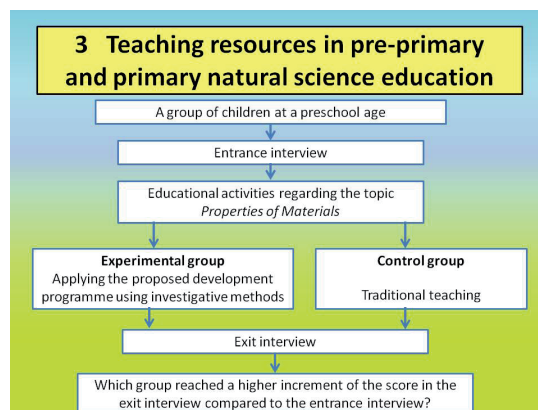 3 Teaching resources in pre-primary
and primary natural science education
A group of children at a preschool age
Entrance interview
Educational activities regarding the topic
Properties of Materials
Experimental group
Applying the proposed development
programme using investigative methods
Control group
Traditional teaching
Exit interview
Which group reached a higher increment of the score in the
exit interview compared to the entrance interview?